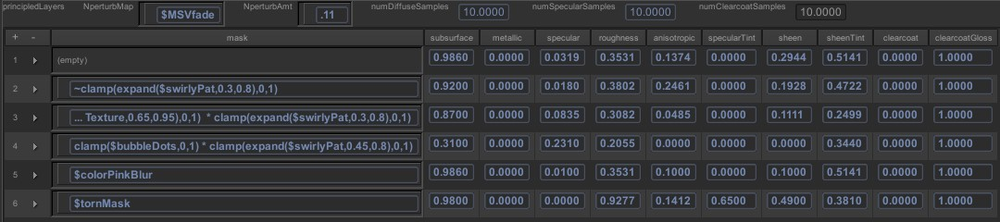 principledLayers NperturbMap $MSVfade NperturbAmt .11 numDiffuseSamples 10.0000 numSpecularSamples 10.0000 numClearcoatSamples 10.0000
+ - mask subsurface metallic specular roughness anisotropic specularTint sheen sheenTint clearcoat clearcoatGloss
1 (empty) 0.9860 0.0000 0.0319 0.3531 0.1374 0.0000 0.2944 0.5141 0.0000 1.0000
2 ~clamp(expand($swirlyPat,0.3,0.8),0,1) 0.9200 0.0000 0.0180 0.3802 0.2461 0.0000 0.1928 0.4722 0.0000 1.0000
3 ... Texture,0.65,0.95),0,1) * clamp(expand($swirlyPat,0.3,0.8),0,1) 0.8700 0.0000 0.0835 0.3082 0.0485 0.0000 0.1111 0.2499 0.0000 1.0000
4 clamp($bubbleDots,0,1) * clamp(expand($swirlyPat,0.45,0.8),0,1) 0.3100 0.0000 0.2310 0.2055 0.0000 0.0000 0.0000 0.3440 0.0000 1.0000
5 $colorPinkBlur 0.9860 0.0000 0.0100 0.3531 0.1000 0.0000 0.1000 0.5141 0.0000 1.0000
6 $tornMask 0.9800 0.0000 0.0000 0.9277 0.1412 0.6500 0.4900 0.3810 0.0000 1.0000